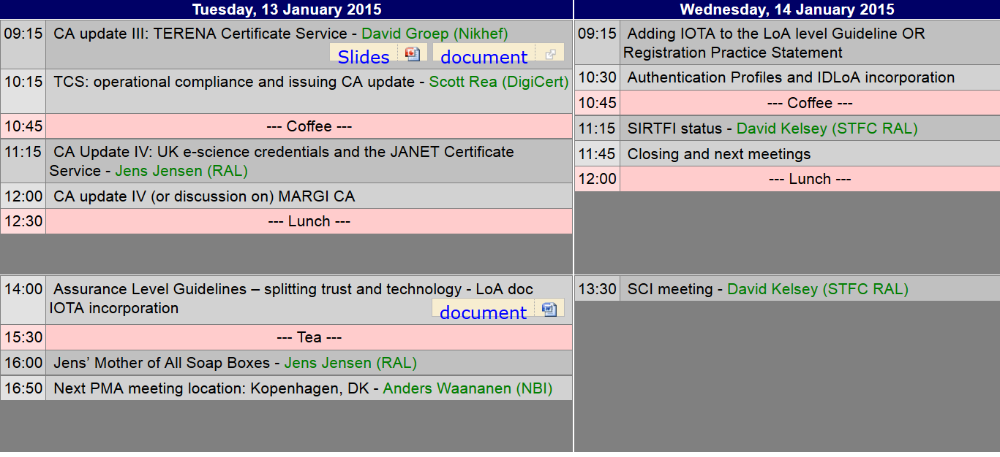 Tuesday, 13 January 2015
09:15 CA update III: TERENA Certificate Service - David Groep (Nikhef)
Slides document
10:15 TCS: operational compliance and issuing CA update - Scott Rea (DigiCert)
10:45 --- Coffee ---
11:15 CA Update IV: UK e-science credentials and the JANET Certificate
Service - Jens Jensen (RAL)
12:00 CA update IV (or discussion on) MARGI CA
12:30 --- Lunch ---
14:00 Assurance Level Guidelines – splitting trust and technology - LoA doc
IOTA incorporation
document
15:30 --- Tea ---
16:00 Jens’ Mother of All Soap Boxes - Jens Jensen (RAL)
16:50 Next PMA meeting location: Kopenhagen, DK - Anders Waananen (NBI)
Wednesday, 14 January 2015
09:15 Adding IOTA to the LoA level Guideline OR
Registration Practice Statement
10:30 Authentication Profiles and IDLoA incorporation
10:45 --- Coffee ---
11:15 SIRTFI status - David Kelsey (STFC RAL)
11:45 Closing and next meetings
12:00 --- Lunch ---
13:30 SCI meeting - David Kelsey (STFC RAL)